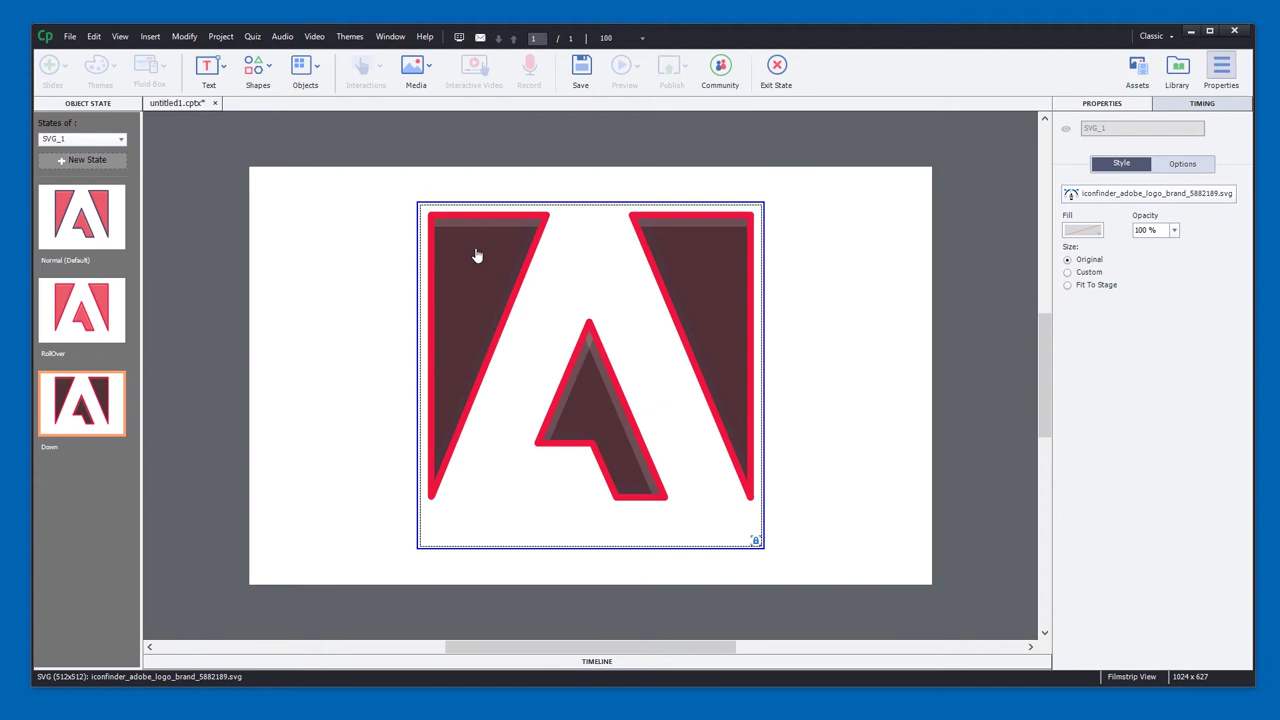 Cp File Edit View Insert Modify Project Quiz Audio Video Themes Window Help 1 / 1 100 Classic
Slides Themes Fluid Box Text Shapes Objects Interactions Media Interactive Video Record Save Preview Publish Community Exit State Assets Library Properties
OBJECT STATE untitled1.cptx* × PROPERTIES TIMING
States of :
SVG_1
+ New State
Normal (Default)
RollOver
Down
SVG_1
Style Options
iconfinder_adobe_logo_brand_5882189.svg
Fill Opacity
100 %
Size:
Original
Custom
Fit To Stage
TIMELINE
SVG (512x512): iconfinder_adobe_logo_brand_5882189.svg Filmstrip View 1024 x 627